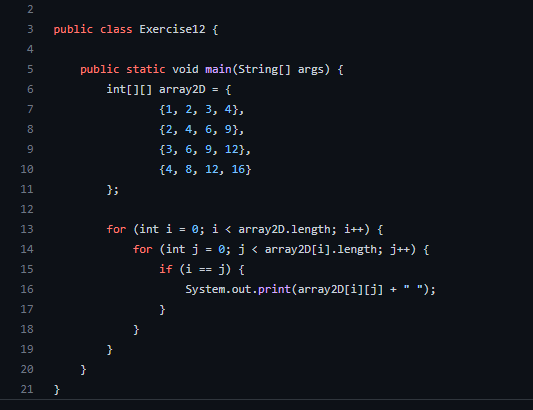 2
3 public class Exercise12 {
4
5     public static void main(String[] args) {
6         int[][] array2D = {
7                 {1, 2, 3, 4},
8                 {2, 4, 6, 9},
9                 {3, 6, 9, 12},
10                 {4, 8, 12, 16}
11         };
12
13         for (int i = 0; i < array2D.length; i++) {
14             for (int j = 0; j < array2D[i].length; j++) {
15                 if (i == j) {
16                     System.out.print(array2D[i][j] + " ");
17                 }
18             }
19         }
20     }
21 }